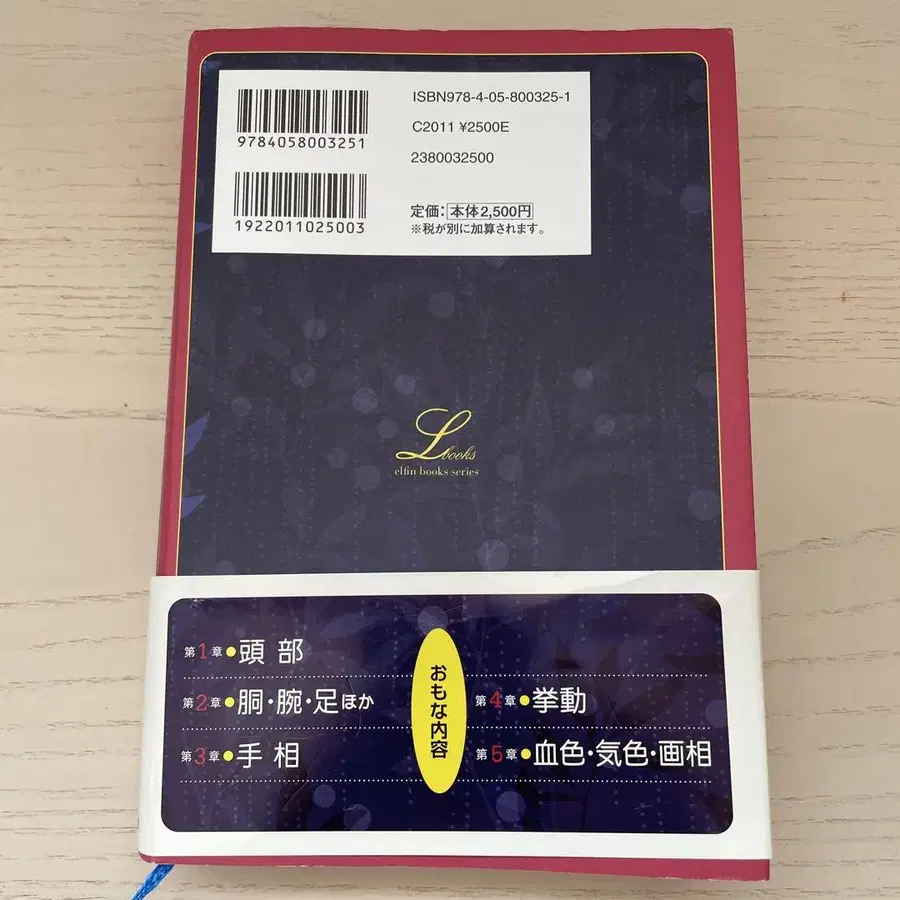 ISBN978-4-05-800325-1
9784058003251
C2011 ¥2500E
2380032500
1922011025003
定価：本体2,500円
※税が別に加算されます。
L books
elfin books series
おもな内容
第1章●頭部
第2章●胴・腕・足ほか
第3章●手相
第4章●挙動
第5章●血色・気色・画相